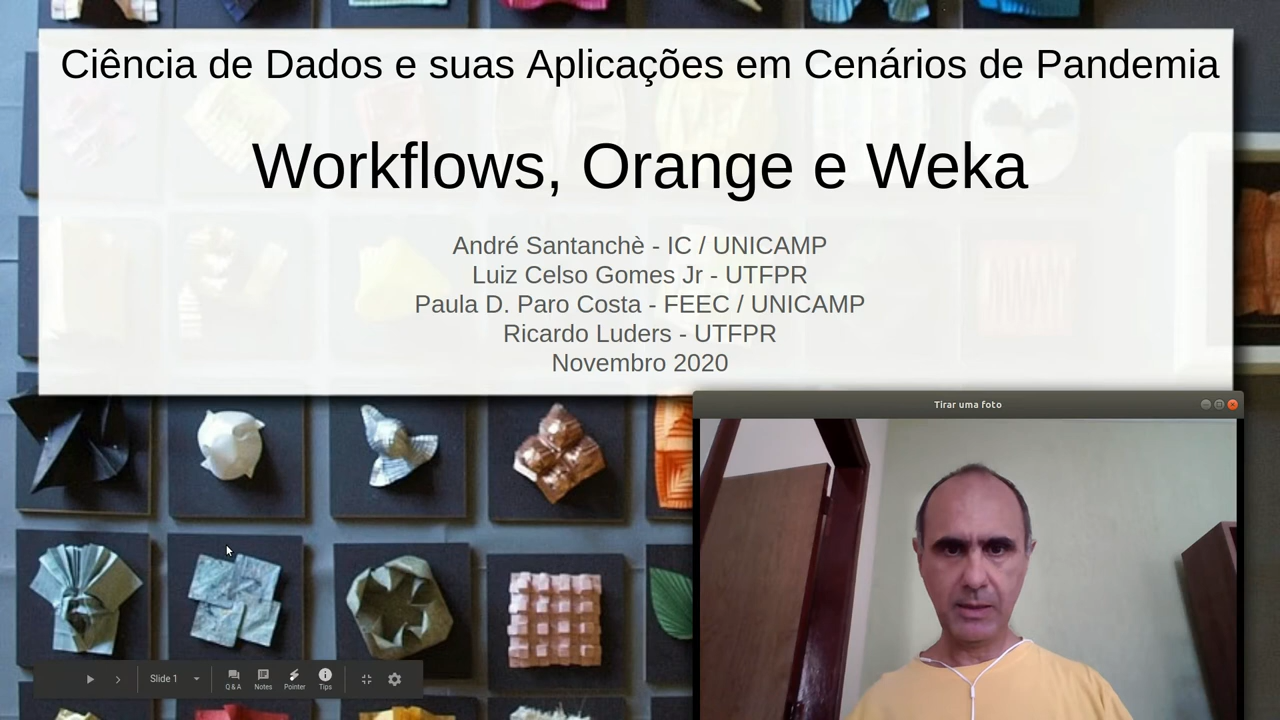 Ciência de Dados e suas Aplicações em Cenários de Pandemia
Workflows, Orange e Weka
André Santanchè - IC / UNICAMP
Luiz Celso Gomes Jr - UTFPR
Paula D. Paro Costa - FEEC / UNICAMP
Ricardo Luders - UTFPR
Novembro 2020
Tirar uma foto
Slide 1
Q & A
Notes
Pointer
Tips